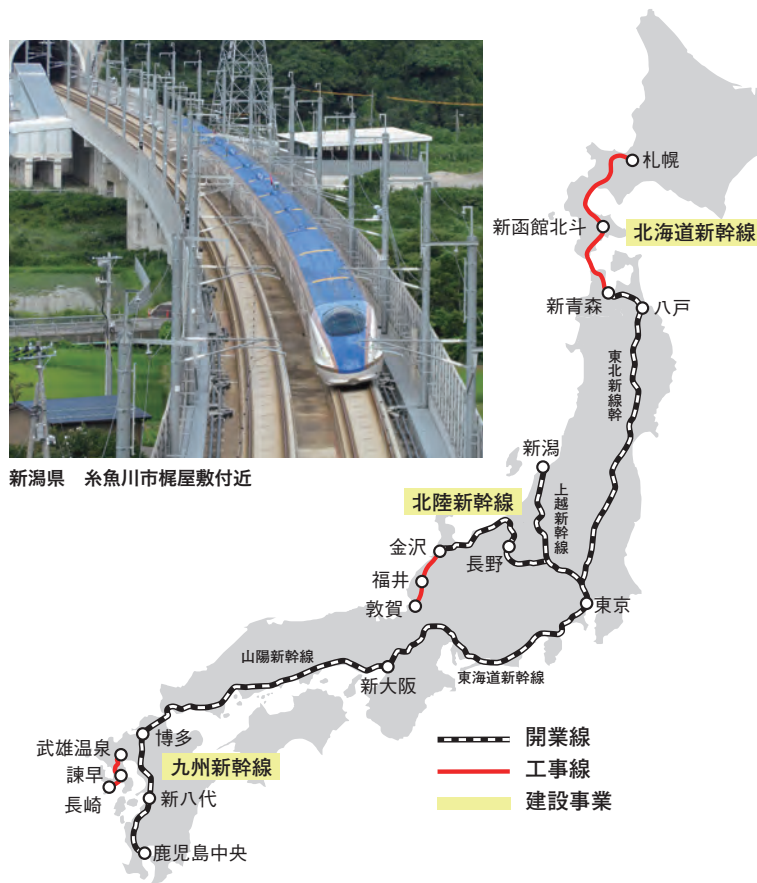 札幌
新函館北斗
北海道新幹線
新青森
八戸
東北新線幹
新潟県 糸魚川市梶屋敷付近
新潟
上越新幹線
北陸新幹線
金沢
長野
福井
敦賀
東京
山陽新幹線
新大阪
東海道新幹線
博多
武雄温泉
九州新幹線
諫早
長崎
新八代
鹿児島中央
開業線
工事線
建設事業